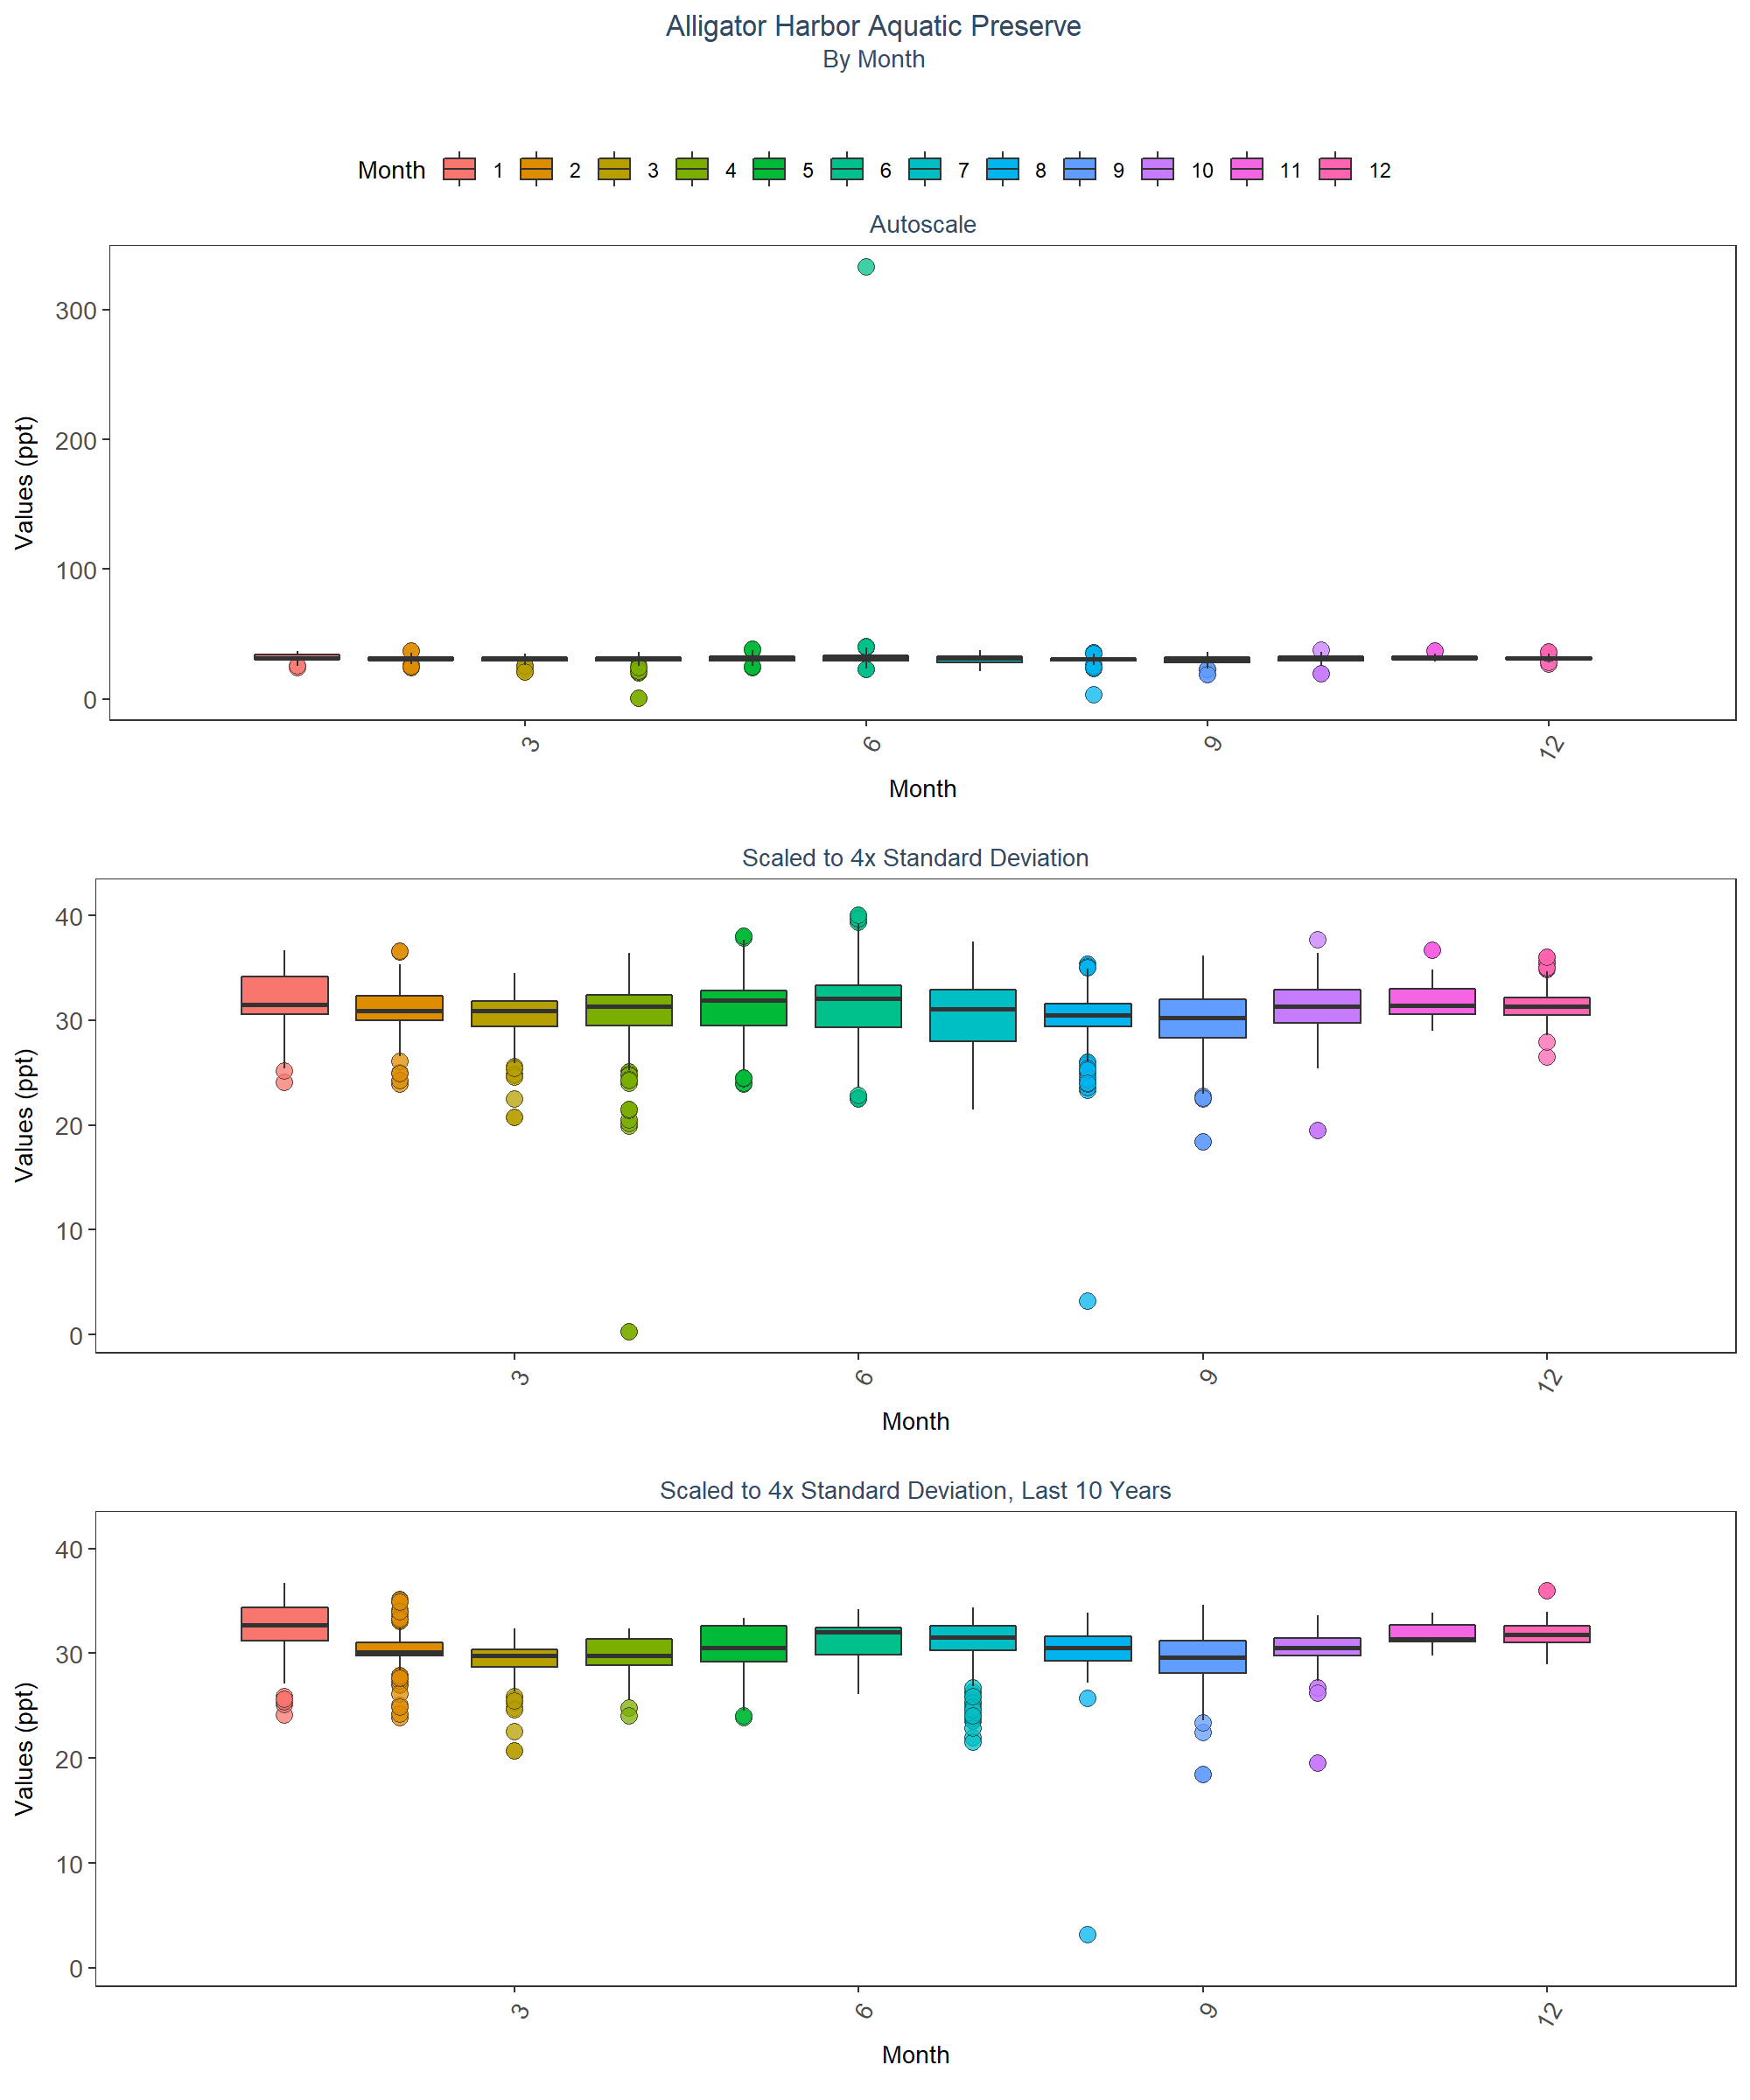 Alligator Harbor Aquatic Preserve
By Month
Month 1 2 3 4 5 6 7 8 9 10 11 12
Autoscale
Values (ppt)
300
200
100
0
3 6 9 12
Month
Scaled to 4x Standard Deviation
Values (ppt)
40
30
20
10
0
3 6 9 12
Month
Scaled to 4x Standard Deviation, Last 10 Years
Values (ppt)
40
30
20
10
0
3 6 9 12
Month